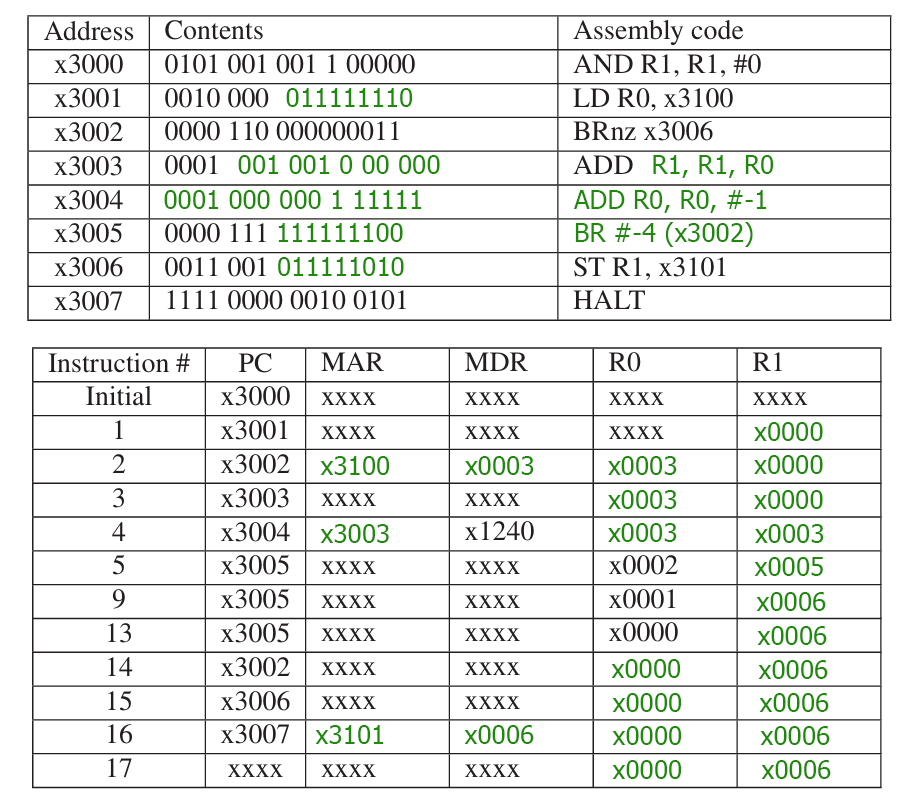 Address Contents Assembly code
x3000 0101 001 001 1 00000 AND R1, R1, #0
x3001 0010 000 011111110 LD R0, x3100
x3002 0000 110 000000011 BRnz x3006
x3003 0001 001 001 0 00 000 ADD R1, R1, R0
x3004 0001 000 000 1 11111 ADD R0, R0, #-1
x3005 0000 111 111111100 BR #-4 (x3002)
x3006 0011 001 011111010 ST R1, x3101
x3007 1111 0000 0010 0101 HALT
Instruction # PC MAR MDR R0 R1
Initial x3000 xxxx xxxx xxxx xxxx
1 x3001 xxxx xxxx xxxx x0000
2 x3002 x3100 x0003 x0003 x0000
3 x3003 xxxx xxxx x0003 x0000
4 x3004 x3003 x1240 x0003 x0003
5 x3005 xxxx xxxx x0002 x0005
9 x3005 xxxx xxxx x0001 x0006
13 x3005 xxxx xxxx x0000 x0006
14 x3002 xxxx xxxx x0000 x0006
15 x3006 xxxx xxxx x0000 x0006
16 x3007 x3101 x0006 x0000 x0006
17 xxxx xxxx xxxx x0000 x0006